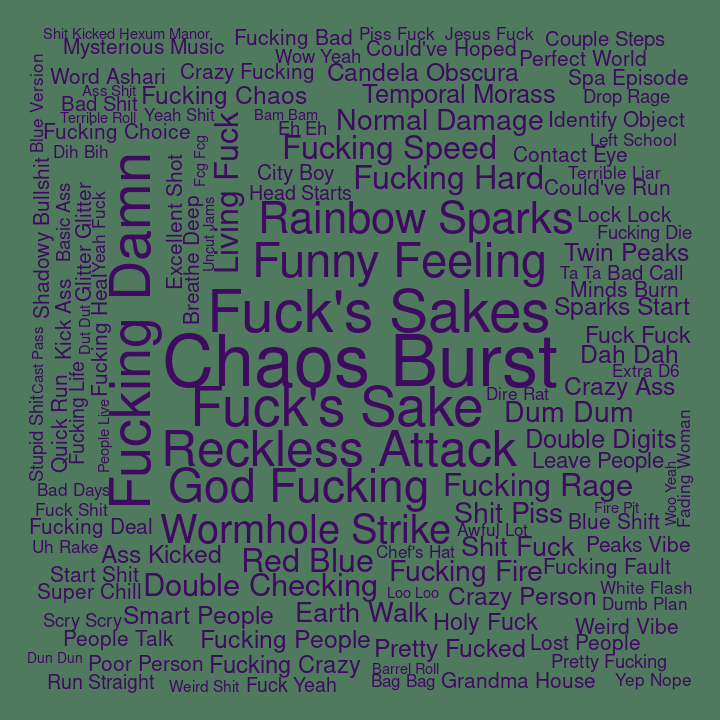 Shit Kicked Hexum Manor
Mysterious Music
Fucking Bad
Piss Fuck
Jesus Fuck
Couple Steps
Could've Hoped
Wow Yeah
Perfect World
Word Ashari
Crazy Fucking
Candela Obscura
Spa Episode
Ass Shit
Bad Shit
Fucking Chaos
Temporal Morass
Drop Rage
Terrible Roll
Yeah Shit
Bam Bam
Normal Damage
Identify Object
Fucking Choice
Eh Eh
Fucking Speed
Left School
Dih Bih
Contact Eye
Blue Version
Fcg Fcg
Living Fuck
City Boy
Fucking Hard
Terrible Liar
Head Starts
Could've Run
Shadowy Bullshit
Basic Ass
Glitter Glitter
Yeah Fuck
Fucking Damn
Excellent Shot
Breathe Deep
Uncut Jams
Rainbow Sparks
Lock Lock
Fucking Die
Funny Feeling
Twin Peaks
Ta Ta
Bad Call
Minds Burn
Fuck's Sakes
Sparks Start
Kick Ass
Dut Dut
Fucking Heat
Cast Pass
Chaos Burst
Fuck Fuck
Dah Dah
Extra D6
Stupid Shit
Quick Run
Fucking Life
People Live
Fuck's Sake
Dire Rat
Crazy Ass
Dum Dum
Reckless Attack
Double Digits
Leave People
Woo Yeah
Fading Woman
God Fucking
Fucking Rage
Bad Days
Fuck Shit
Shit Piss
Fire Pit
Fucking Deal
Wormhole Strike
Awful Lot
Blue Shift
Uh Rake
Ass Kicked
Red Blue
Chef's Hat
Shit Fuck
Peaks Vibe
Start Shit
Fucking Fire
Fucking Fault
Super Chill
Double Checking
Loo Loo
Crazy Person
White Flash
Dumb Plan
Scry Scry
Smart People
Earth Walk
Holy Fuck
Weird Vibe
People Talk
Fucking People
Pretty Fucked
Lost People
Dun Dun
Poor Person
Fucking Crazy
Barrel Roll
Pretty Fucking
Run Straight
Weird Shit
Fuck Yeah
Bag Bag
Grandma House
Yep Nope